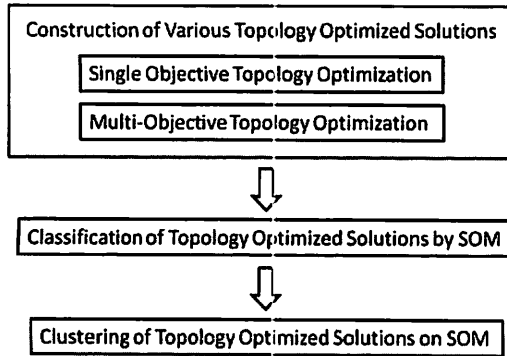 Construction of Various Topology Optimized Solutions
Single Objective Topology Optimization
Multi-Objective Topology Optimization
Classification of Topology Optimized Solutions by SOM
Clustering of Topology Optimized Solutions on SOM